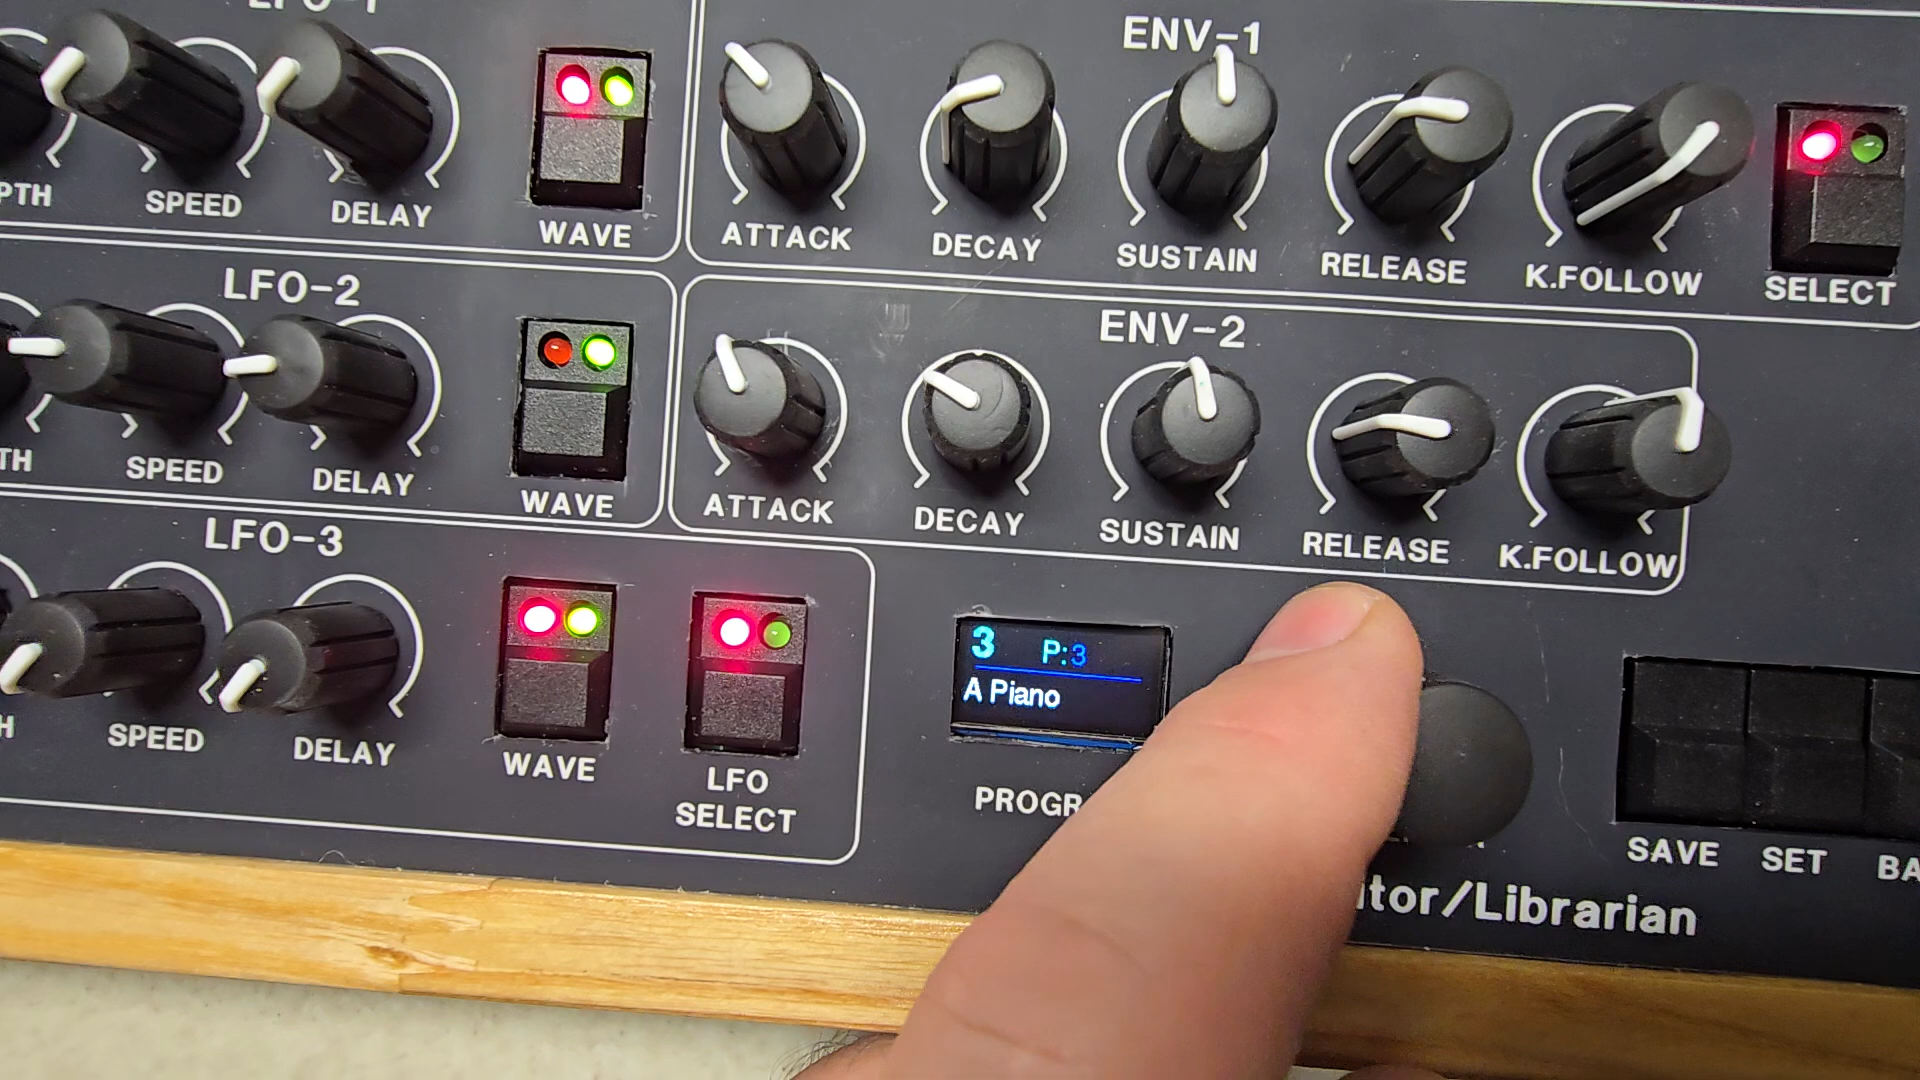 LFO-1
PTH SPEED DELAY WAVE
ENV-1
ATTACK DECAY SUSTAIN RELEASE K.FOLLOW SELECT
LFO-2
TH SPEED DELAY WAVE
ENV-2
ATTACK DECAY SUSTAIN RELEASE K.FOLLOW
LFO-3
H SPEED DELAY WAVE LFO
SELECT
3 P:3
A Piano
PROGR
SAVE SET BA
itor/Librarian